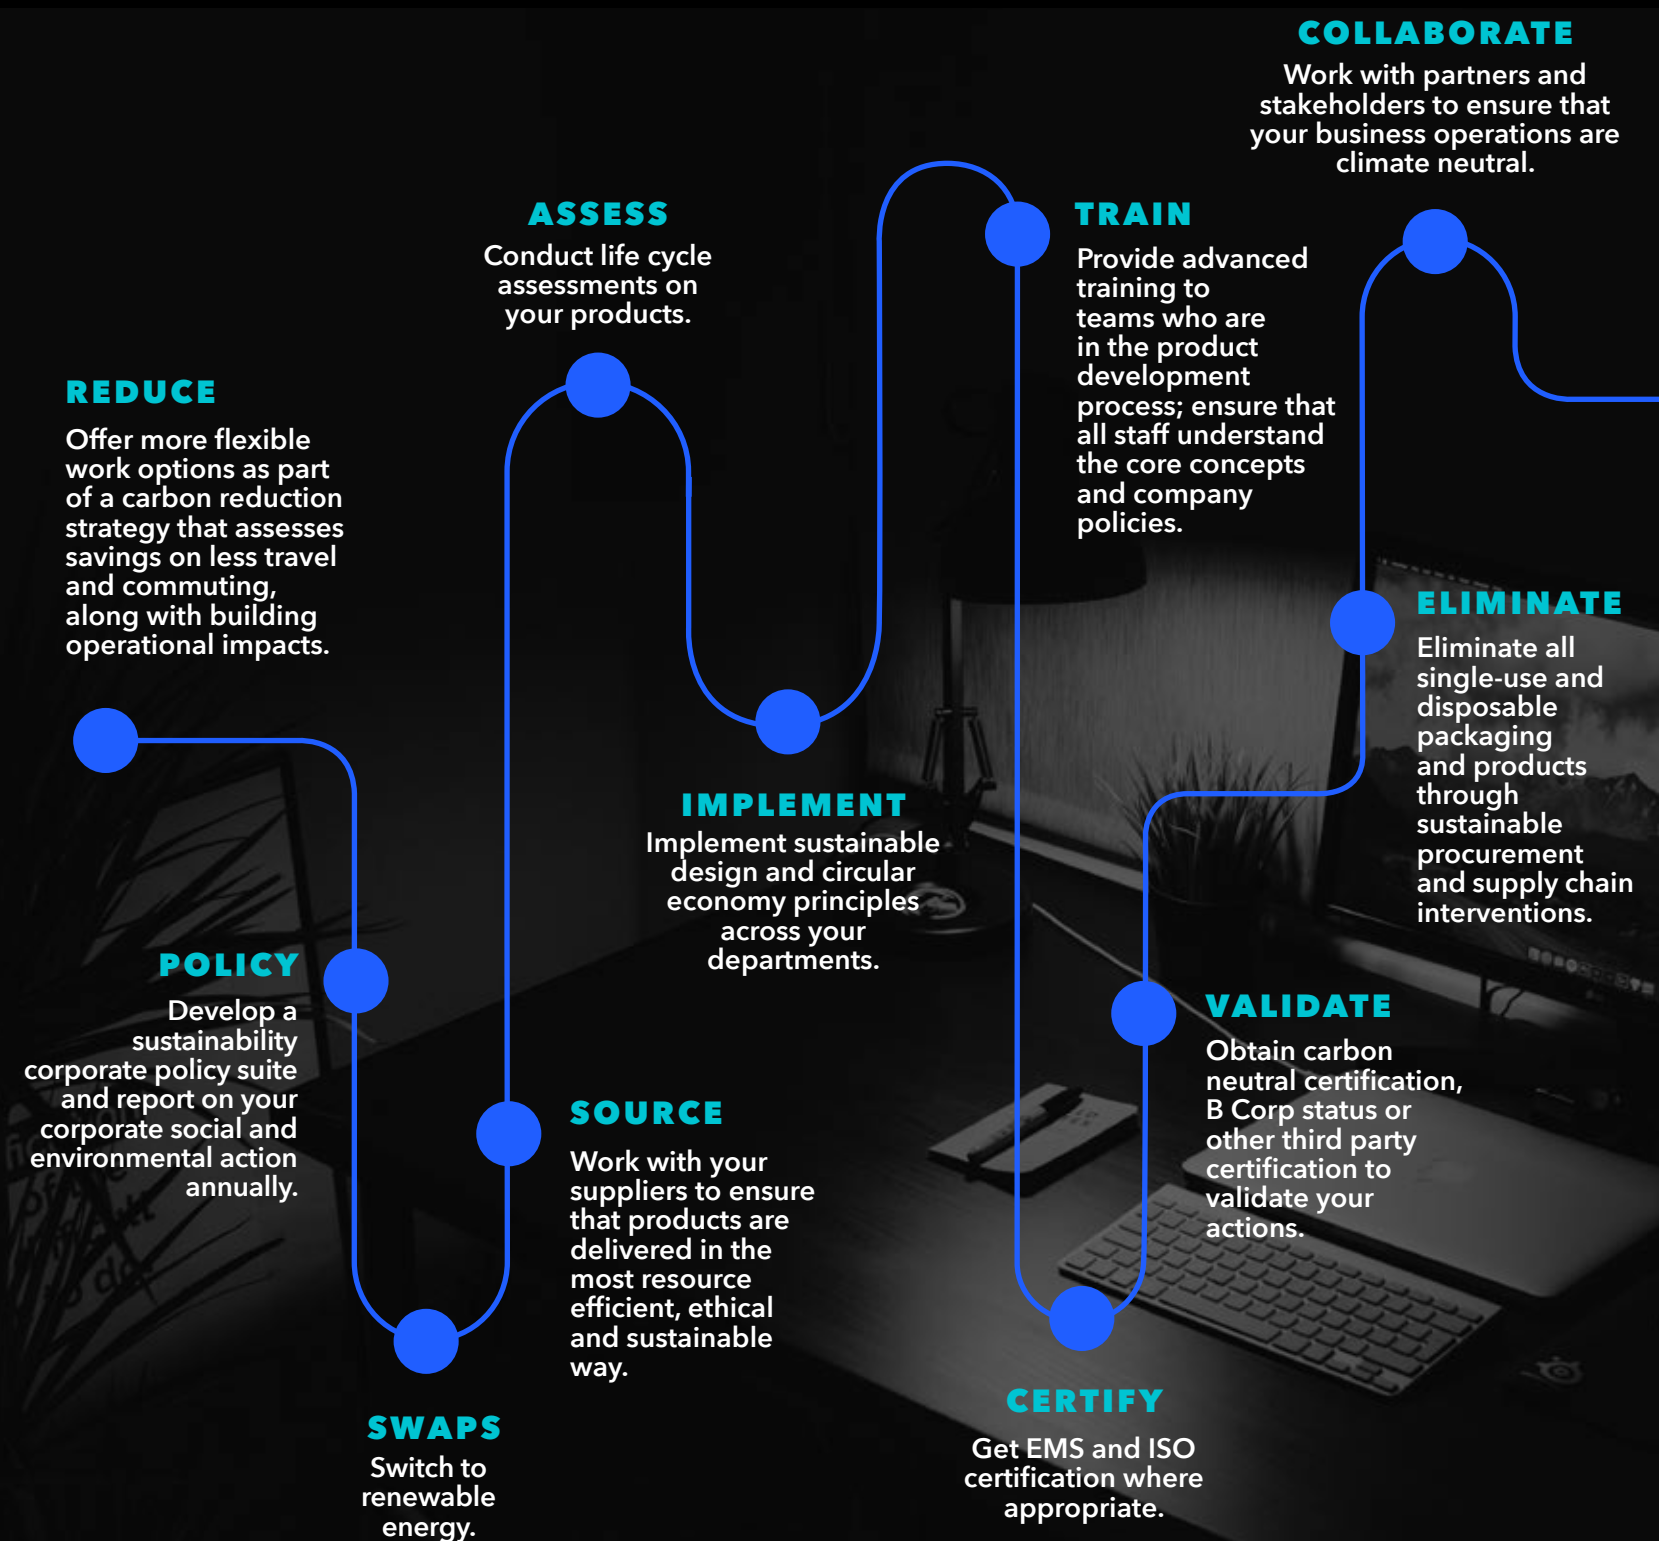 REDUCE
Offer more flexible
work options as part
of a carbon reduction
strategy that assesses
savings on less travel
and commuting,
along with building
operational impacts.
POLICY
Develop a
sustainability
corporate policy suite
and report on your
corporate social and
environmental action
annually.
SWAPS
Switch to
renewable
energy.
SOURCE
Work with your
suppliers to ensure
that products are
delivered in the
most resource
efficient, ethical
and sustainable
way.
ASSESS
Conduct life cycle
assessments on
your products.
IMPLEMENT
Implement sustainable
design and circular
economy principles
across your
departments.
TRAIN
Provide advanced
training to
teams who are
in the product
development
process; ensure that
all staff understand
the core concepts
and company
policies.
CERTIFY
Get EMS and ISO
certification where
appropriate.
VALIDATE
Obtain carbon
neutral certification,
B Corp status or
other third party
certification to
validate your
actions.
ELIMINATE
Eliminate all
single-use and
disposable
packaging
and products
through
sustainable
procurement
and supply chain
interventions.
COLLABORATE
Work with partners and
stakeholders to ensure that
your business operations are
climate neutral.